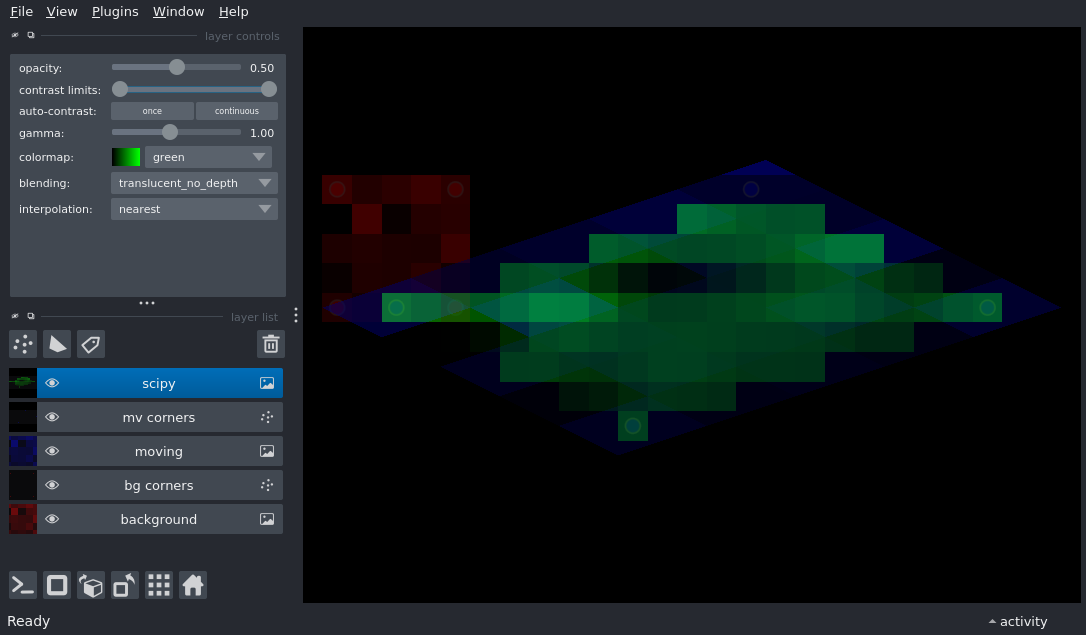 File View Plugins Window Help
layer controls
opacity: 0.50
contrast limits:
auto-contrast: once continuous
gamma: 1.00
colormap: green
blending: translucent_no_depth
interpolation: nearest
layer list
scipy
mv corners
moving
bg corners
background
Ready
activity